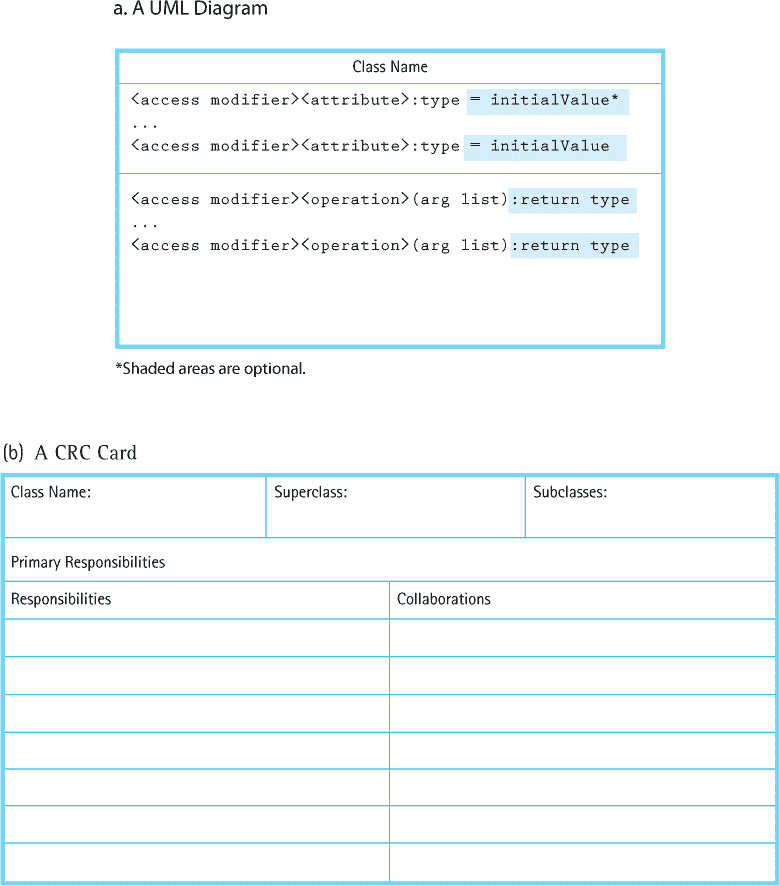 a. A UML Diagram
Class Name
<access modifier><attribute>:type = initialValue*
...
<access modifier><attribute>:type = initialValue
<access modifier><operation>(arg list):return type
...
<access modifier><operation>(arg list):return type
*Shaded areas are optional.
(b) A CRC Card
Class Name: Superclass: Subclasses:
Primary Responsibilities
Responsibilities Collaborations